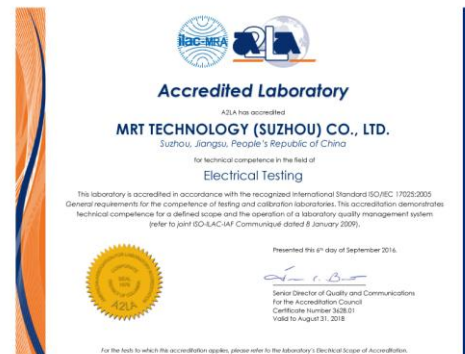 ilac-MRA
A2LA
Accredited Laboratory
A2LA has accredited
MRT TECHNOLOGY (SUZHOU) CO., LTD.
Suzhou, Jiangsu, People's Republic of China
for technical competence in the field of
Electrical Testing
This laboratory is accredited in accordance with the recognized International Standard ISO/IEC 17025:2005
General requirements for the competence of testing and calibration laboratories. This accreditation demonstrates
technical competence for a defined scope and the operation of a laboratory quality management system
(refer to joint ISO-ILAC-IAF Communiqué dated 8 January 2009).
Presented this 6th day of September 2016.
SEAL
1978
A2LA
Senior Director of Quality and Communications
For the Accreditation Council
Certificate Number 3628.01
Valid to August 31, 2018
For the tests to which this accreditation applies, please refer to the laboratory's Electrical Scope of Accreditation.